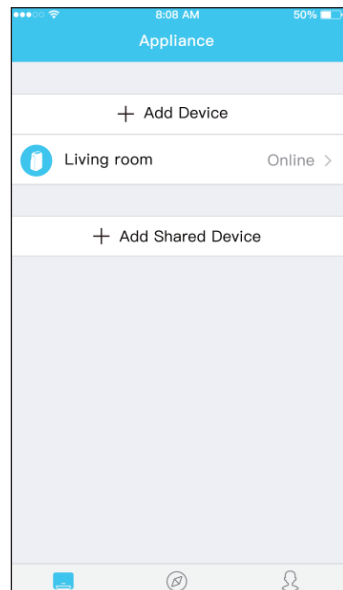 8:08 AM 50%
Appliance
+ Add Device
Living room Online >
+ Add Shared Device